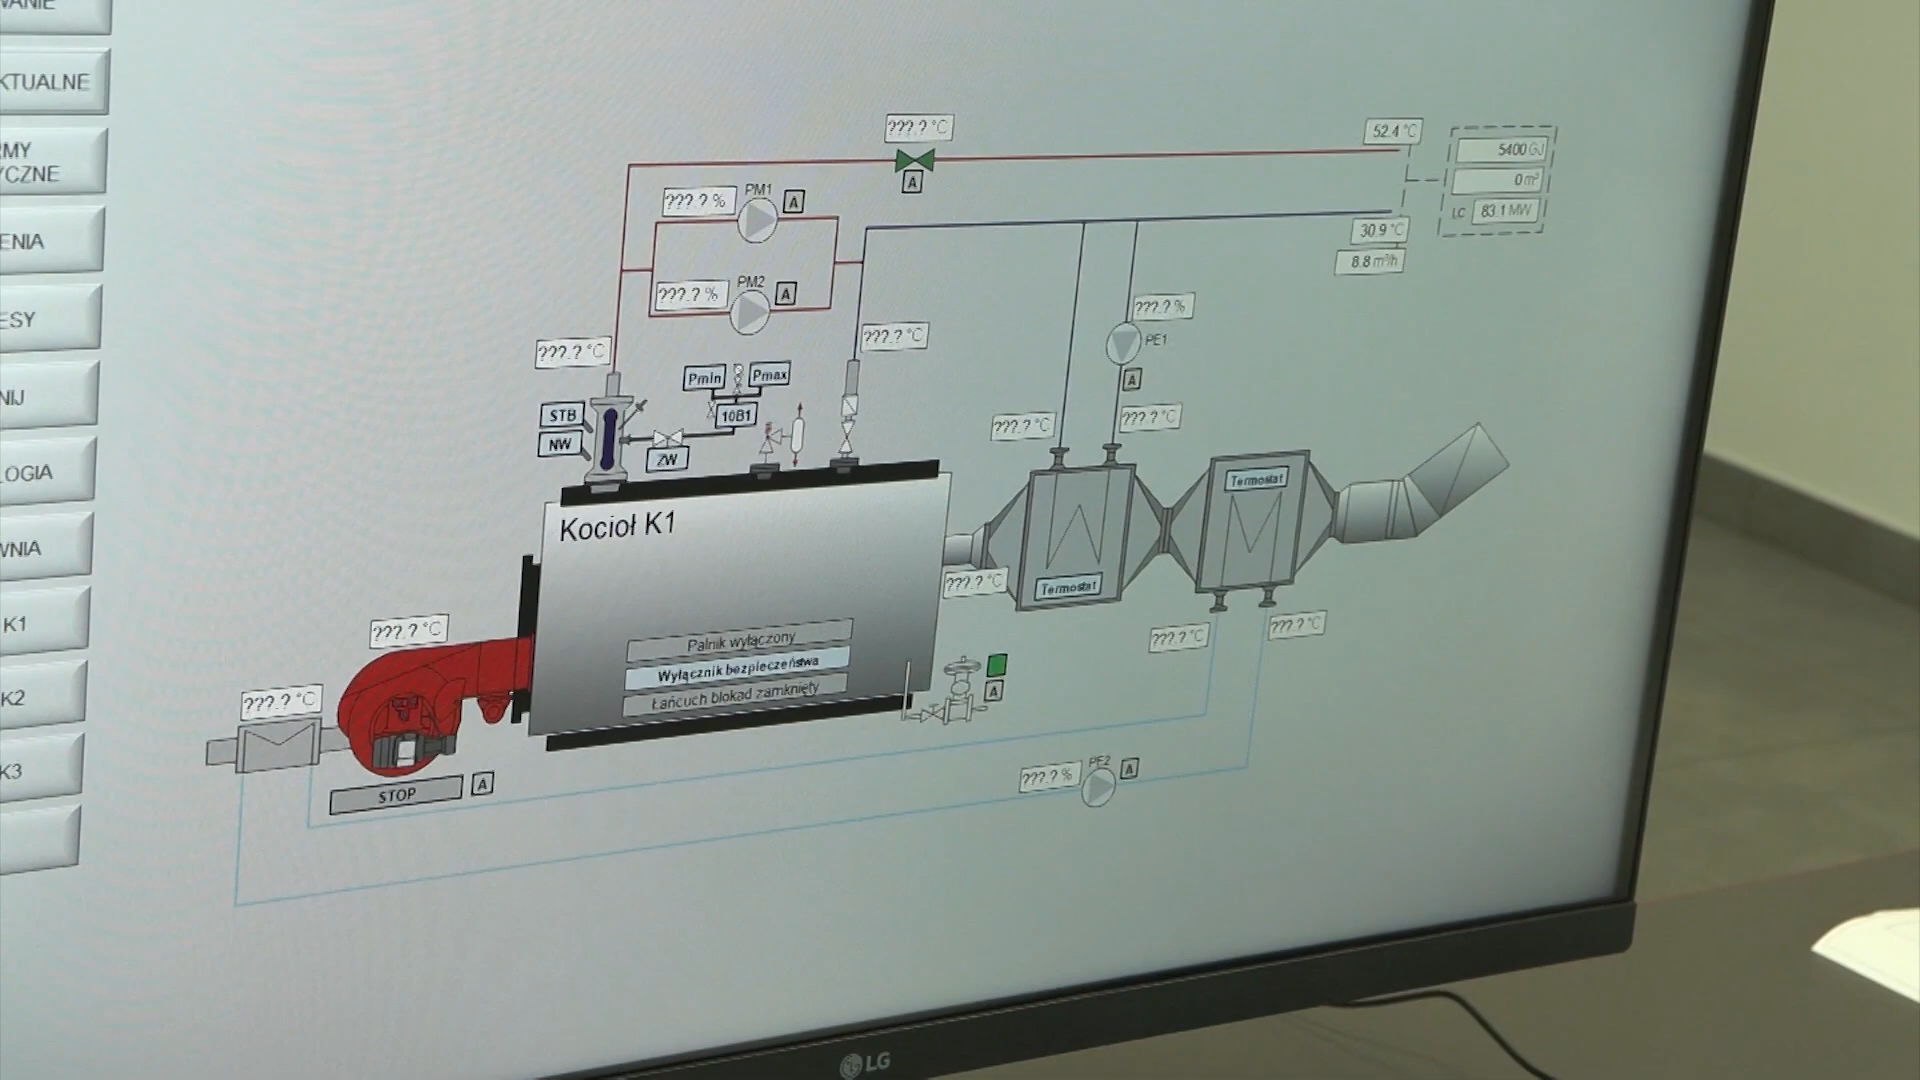 WANIE
KTUALNE
RMY
YCZNE
ENIA
ESY
NIJ
LOGIA
WNIA
K1
K2
K3
???.? °C
A
52.4 °C
5400 GJ
0 m³
LC 83.1 MW
30.9 °C
8.8 m³/h
???.? %
PM1
A
???.? %
PM2
A
???.? °C
???.? °C
???.? %
PE1
A
???.? °C
???.? °C
Pmin
Pmax
10B1
STB
NW
ZW
Kocioł K1
Termostat
Termostat
???.? °C
???.? °C
???.? °C
Palnik wyłączony
Wyłącznik bezpieczeństwa
Łańcuch blokad zamknięty
A
???.? °C
???.? °C
STOP
A
???.? %
PE2
A
LG